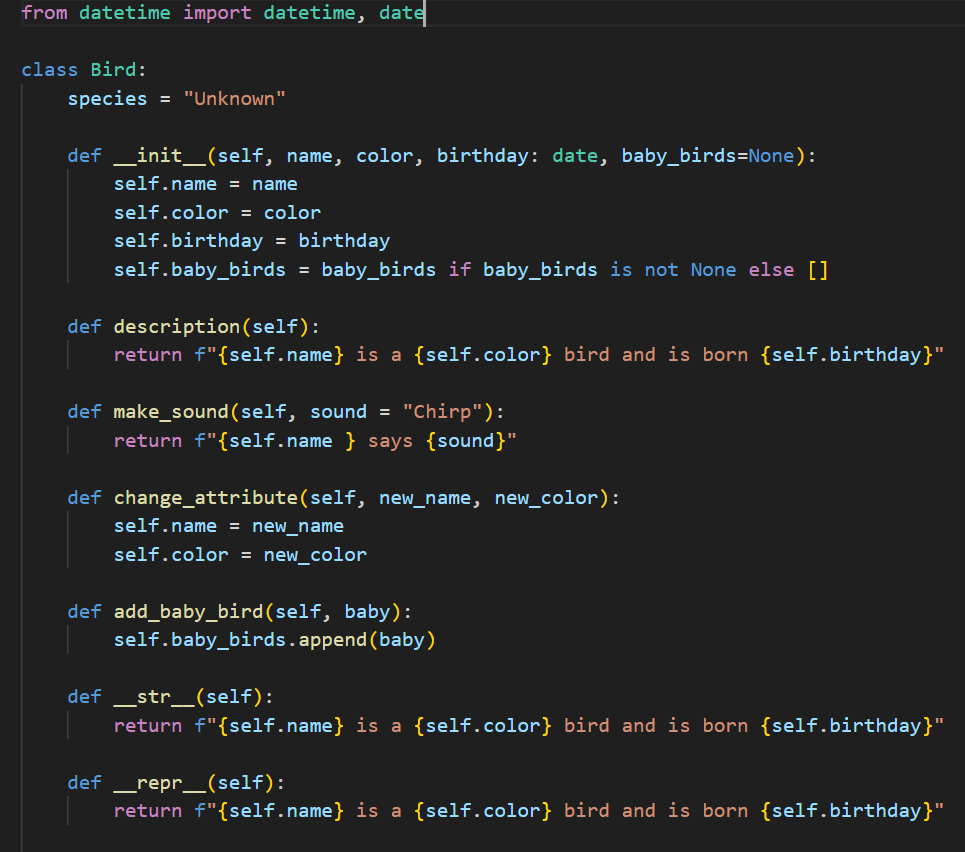 from datetime import datetime, date
class Bird:
    species = "Unknown"
    def __init__(self, name, color, birthday: date, baby_birds=None):
        self.name = name
        self.color = color
        self.birthday = birthday
        self.baby_birds = baby_birds if baby_birds is not None else []
    def description(self):
        return f"{self.name} is a {self.color} bird and is born {self.birthday}"
    def make_sound(self, sound = "Chirp"):
        return f"{self.name } says {sound}"
    def change_attribute(self, new_name, new_color):
        self.name = new_name
        self.color = new_color
    def add_baby_bird(self, baby):
        self.baby_birds.append(baby)
    def __str__(self):
        return f"{self.name} is a {self.color} bird and is born {self.birthday}"
    def __repr__(self):
        return f"{self.name} is a {self.color} bird and is born {self.birthday}"